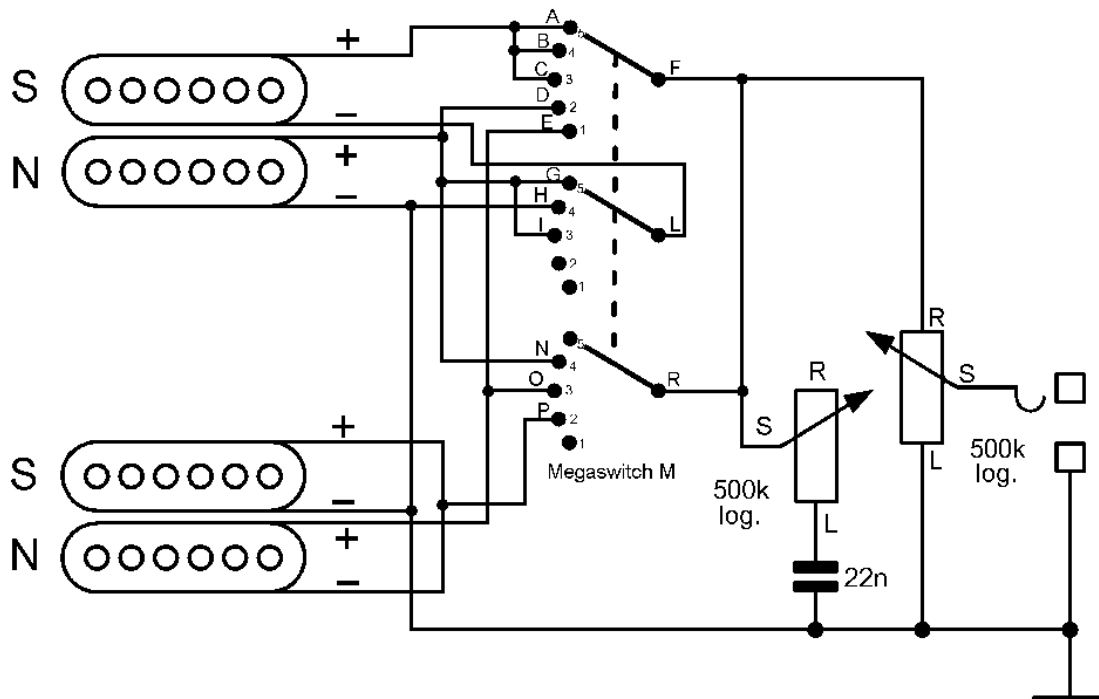 S
+
−
N
+
−
S
+
−
N
+
−
A 5
B 4
C 3
D 2
E 1
F
G 5
H 4
I 3
2
1
L
5
N 4
O 3
P 2
1
R
Megaswitch M
S
R
L
500k
log.
22n
R
S
L
500k
log.